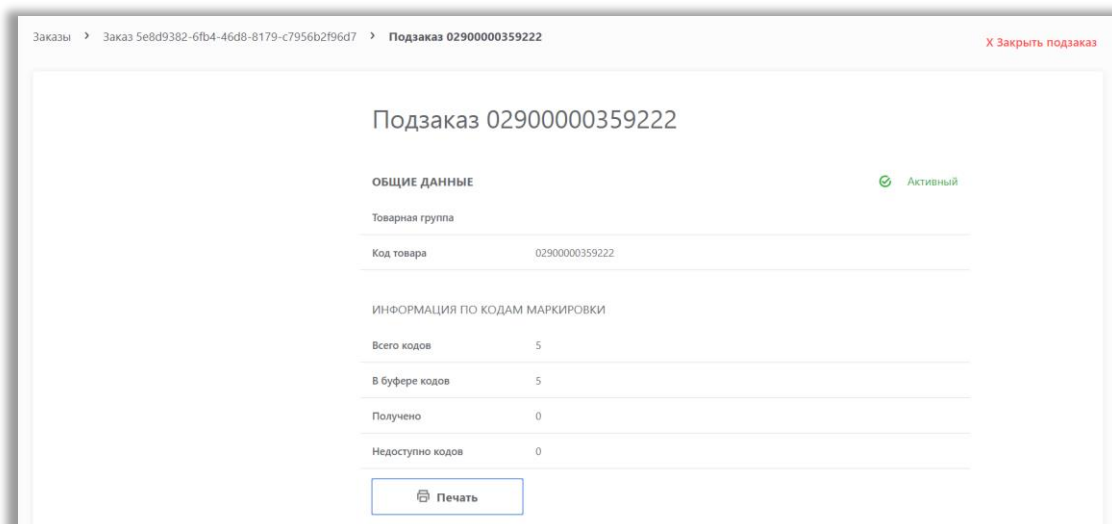 Заказы > Заказ 5e8d9382-6fb4-46d8-8179-c7956b2f96d7 > Подзаказ 02900000359222
X Закрыть подзаказ
Подзаказ 02900000359222
ОБЩИЕ ДАННЫЕ
Активный
Товарная группа
Код товара 02900000359222
ИНФОРМАЦИЯ ПО КОДАМ МАРКИРОВКИ
Всего кодов 5
В буфере кодов 5
Получено 0
Недоступно кодов 0
Печать